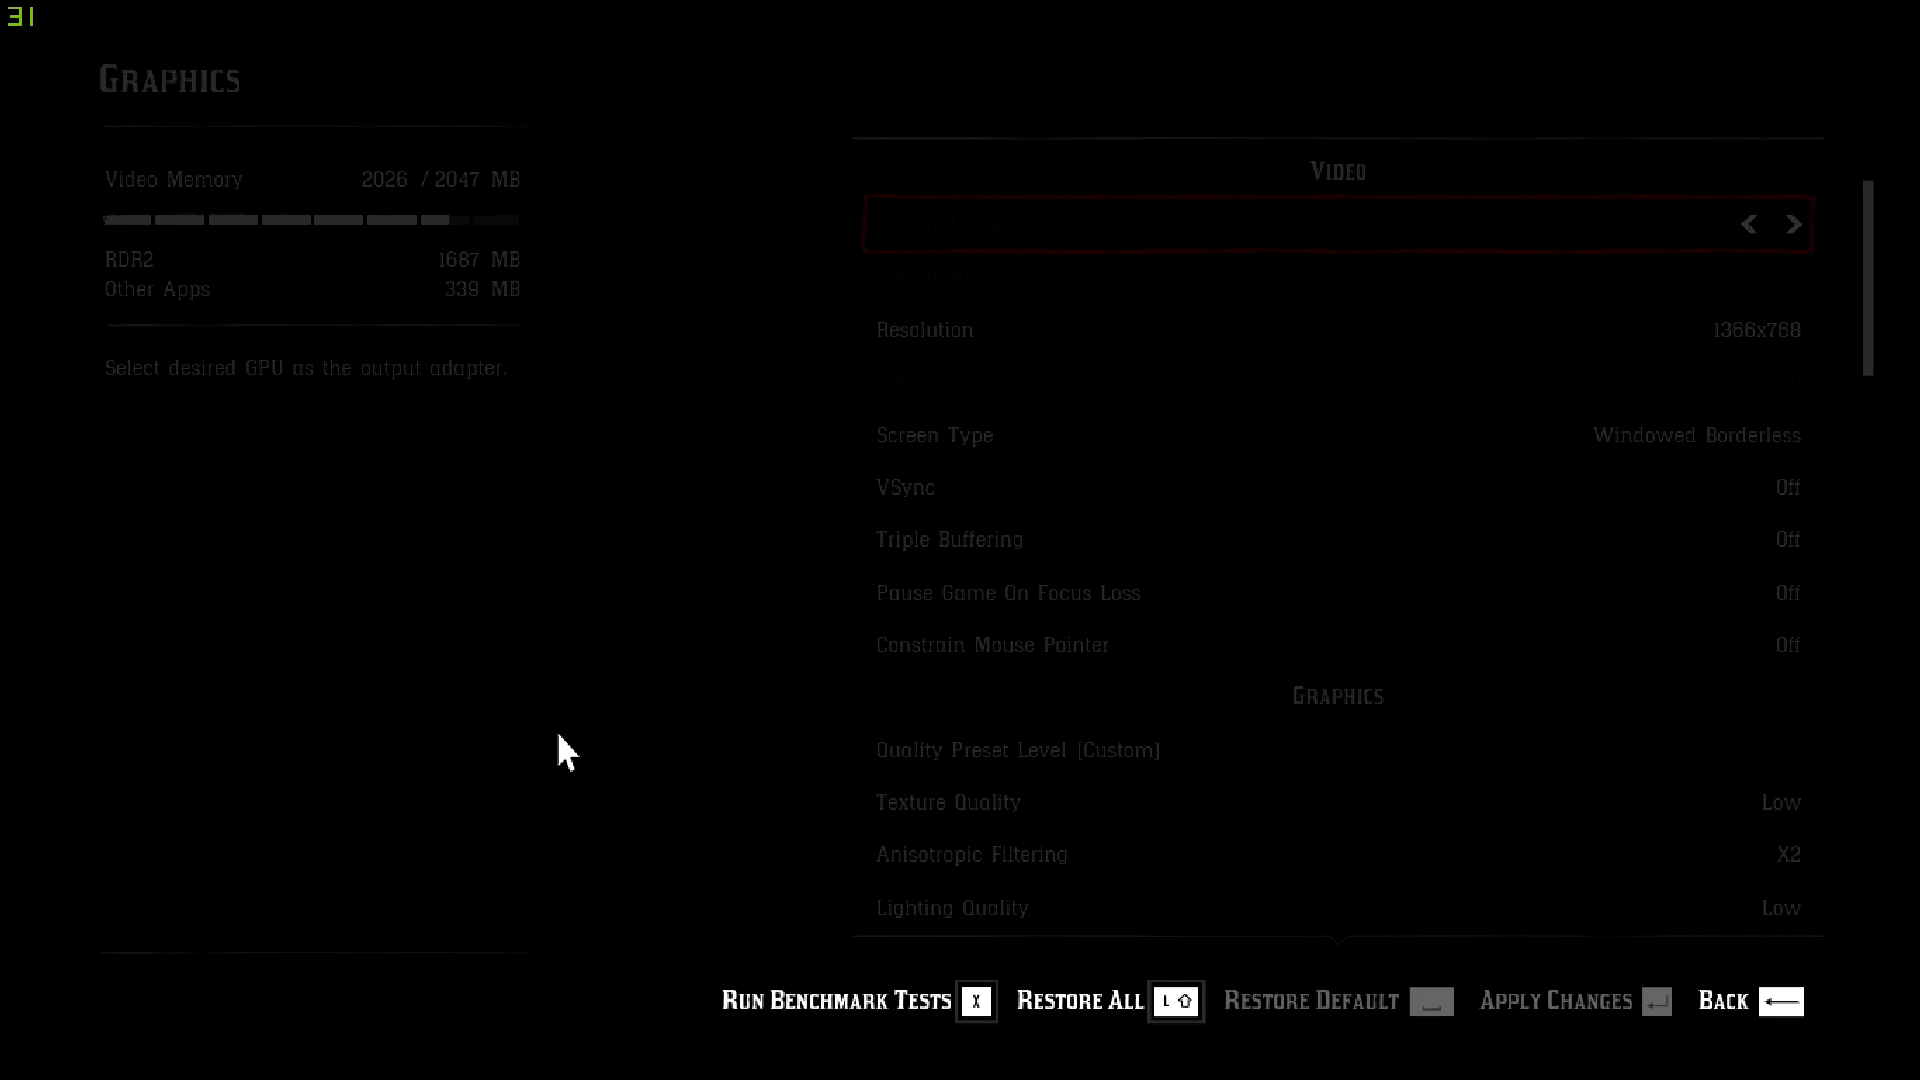 31
GRAPHICS
Video Memory 2026 / 2047 MB
RDR2 1687 MB
Other Apps 339 MB
Select desired GPU as the output adapter.
VIDEO
Resolution 1366x768
Screen Type Windowed Borderless
VSync Off
Triple Buffering Off
Pause Game On Focus Loss Off
Constrain Mouse Pointer Off
GRAPHICS
Quality Preset Level (Custom)
Texture Quality Low
Anisotropic Filtering X2
Lighting Quality Low
RUN BENCHMARK TESTS X RESTORE ALL L RESTORE DEFAULT APPLY CHANGES BACK